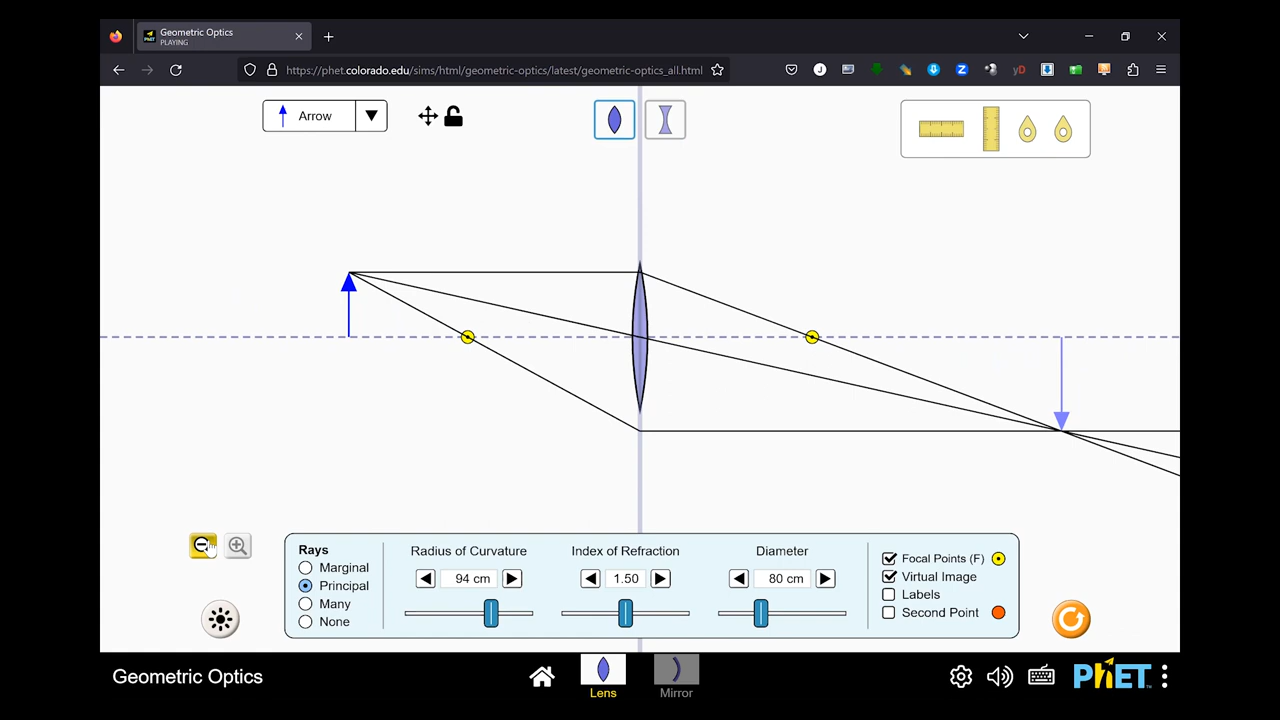 Geometric Optics
PLAYING
https://phet.colorado.edu/sims/html/geometric-optics/latest/geometric-optics_all.html
J
Z
yD
Arrow
Rays
Marginal
Principal
Many
None
Radius of Curvature
94 cm
Index of Refraction
1.50
Diameter
80 cm
Focal Points (F)
Virtual Image
Labels
Second Point
Geometric Optics
Lens
Mirror
PhET